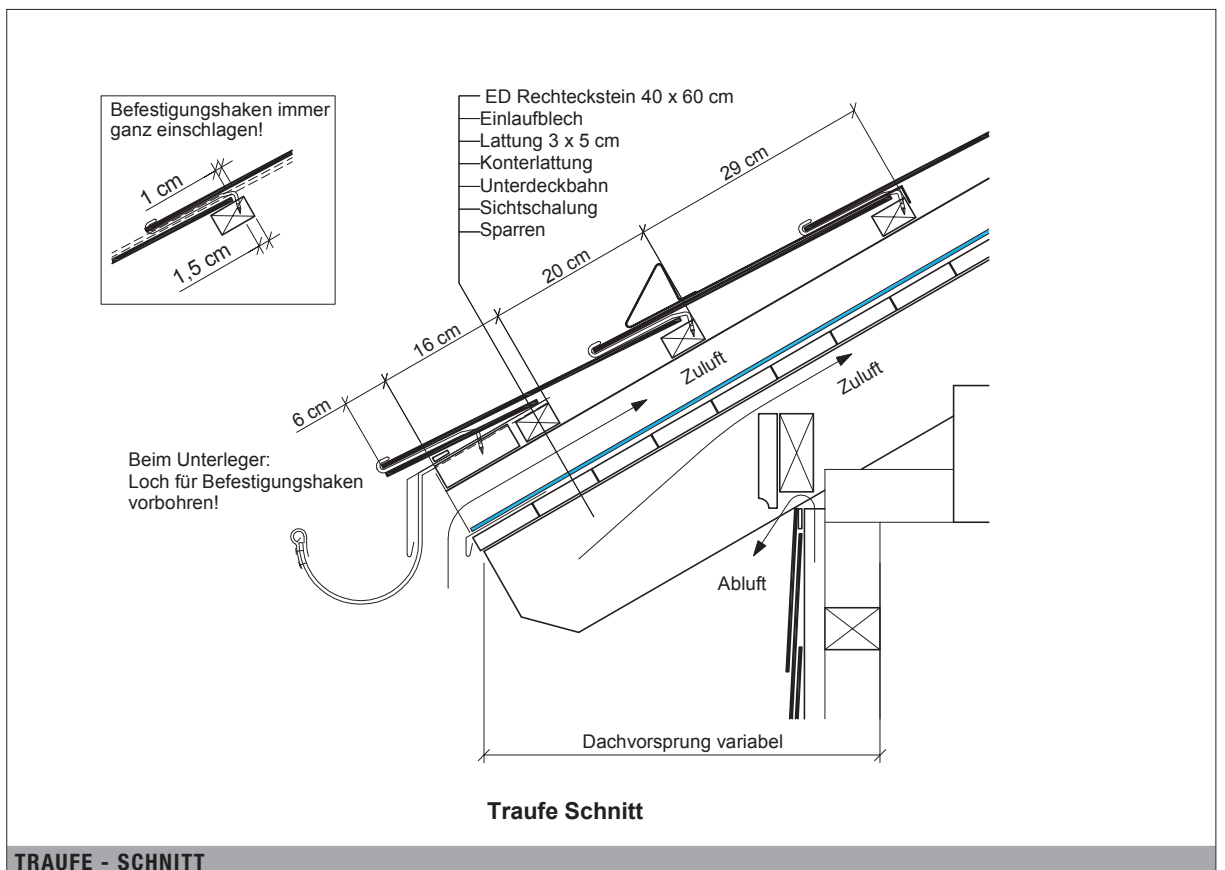 Befestigungshaken immer
ganz einschlagen!
1 cm
1,5 cm
ED Rechteckstein 40 x 60 cm
Einlaufblech
Lattung 3 x 5 cm
Konterlattung
Unterdeckbahn
Sichtschalung
Sparren
29 cm
20 cm
16 cm
6 cm
Zuluft
Zuluft
Beim Unterleger:
Loch für Befestigungshaken
vorbohren!
Abluft
Dachvorsprung variabel
Traufe Schnitt
TRAUFE - SCHNITT